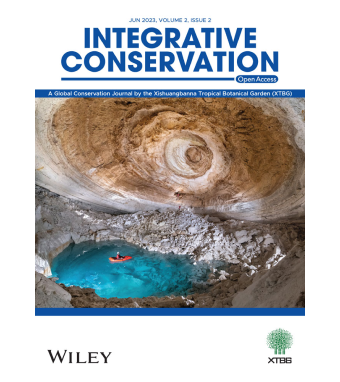 JUN 2023, VOLUME 2, ISSUE 2
INTEGRATIVE
CONSERVATION
Open Access
A Global Conservation Journal by the Xishuangbanna Tropical Botanical Garden (XTBG)
WILEY
XTBG